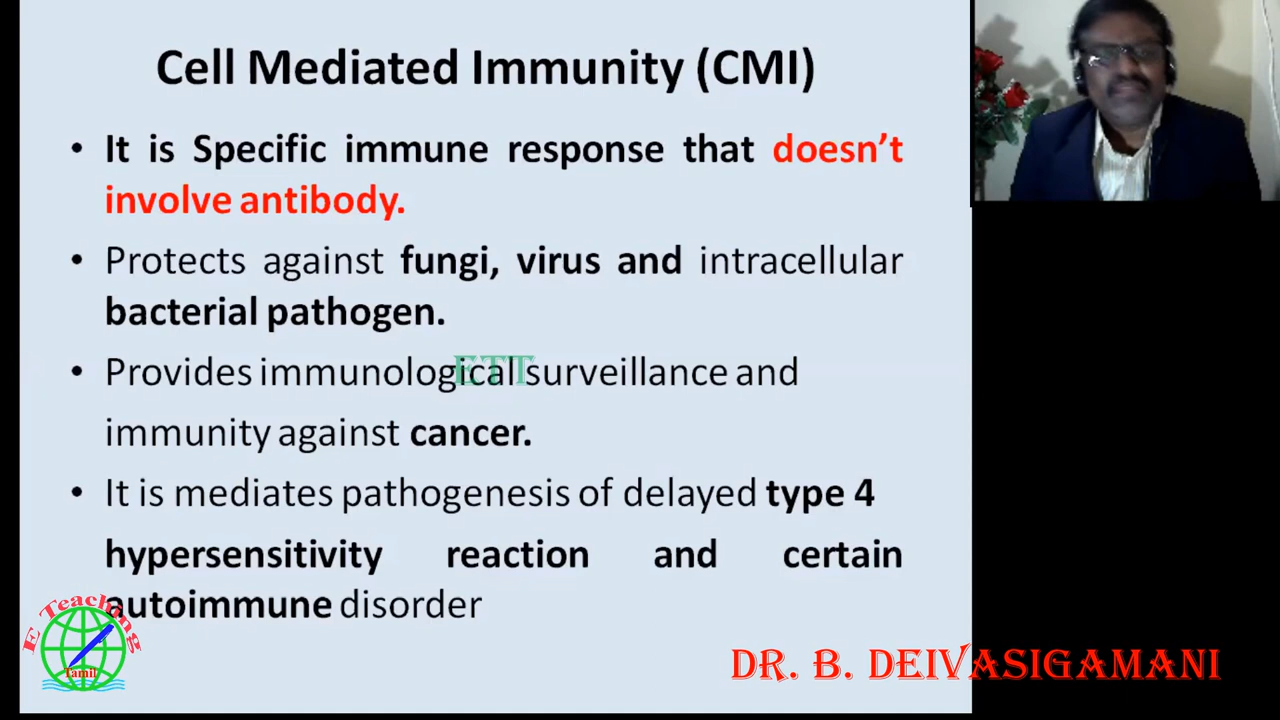 Cell Mediated Immunity (CMI)
• It is Specific immune response that doesn’t
involve antibody.
• Protects against fungi, virus and intracellular
bacterial pathogen.
• Provides immunological surveillance and
ETT
immunity against cancer.
• It is mediates pathogenesis of delayed type 4
hypersensitivity reaction and certain
autoimmune disorder
E Teaching
Tamil
DR. B. DEIVASIGAMANI